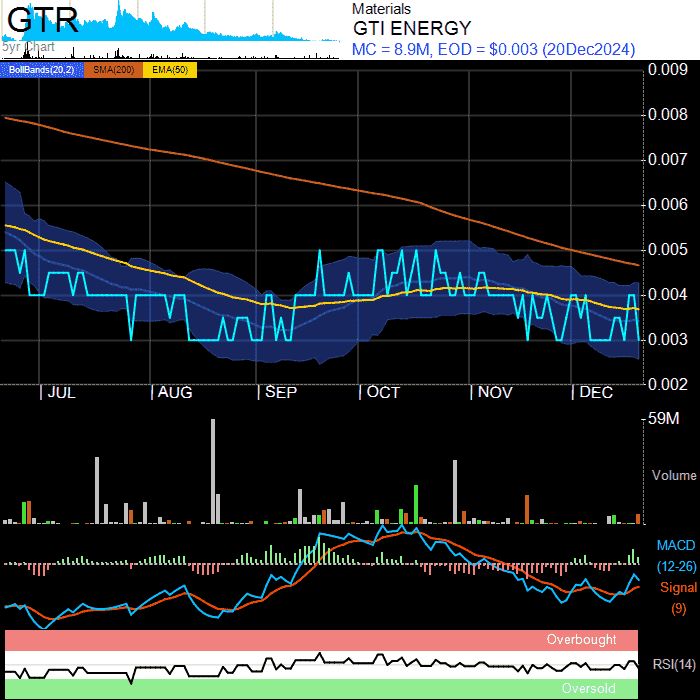 GTR
5yr Chart
Materials
GTI ENERGY
MC = 8.9M, EOD = $0.003 (20Dec2024)
BollBands(20,2) SMA(200) EMA(50)
0.009
0.008
0.007
0.006
0.005
0.004
0.003
0.002
JUL AUG SEP OCT NOV DEC
59M
Volume
MACD
(12-26)
Signal
(9)
Overbought
RSI(14)
Oversold